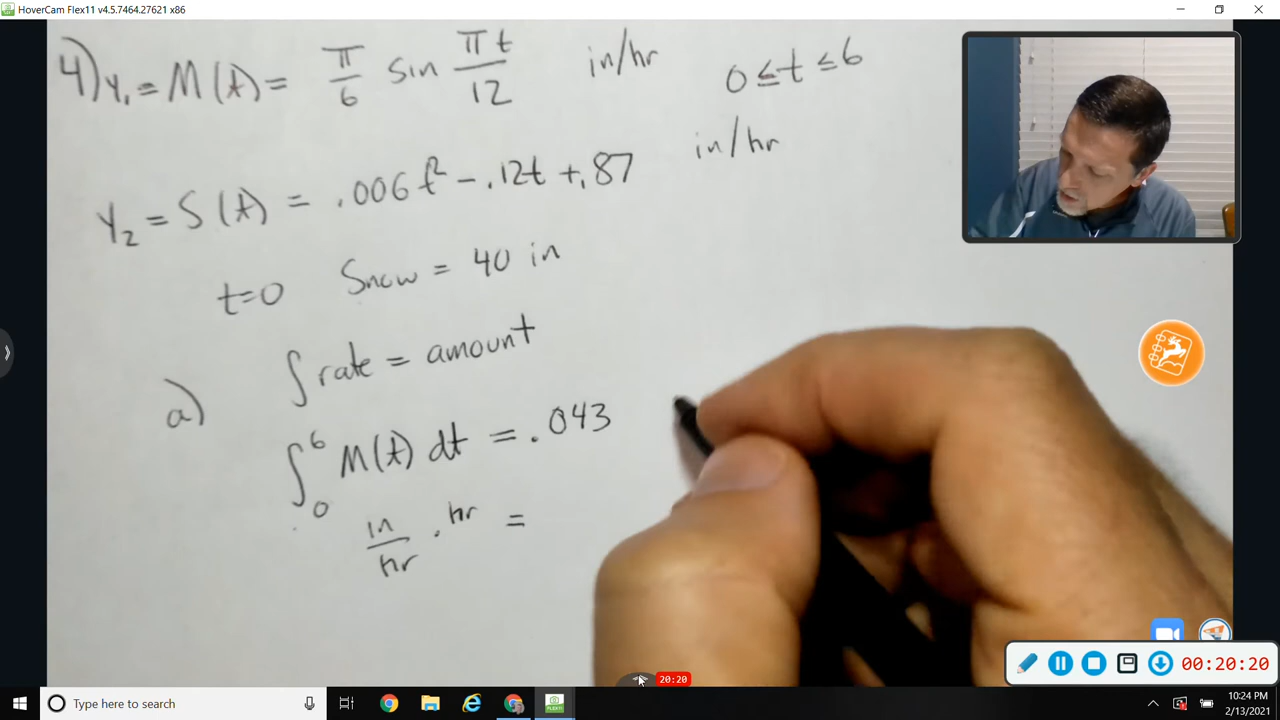 HoverCam Flex11 v4.5.7464.27621 x86
4) y₁ = M(t) = π/6 sin πt/12 in/hr 0 ≤ t ≤ 6
Y₂ = S(t) = .006t² - .12t + .87 in/hr
t=0 Snow = 40 in
a) ∫ rate = amount
∫₀⁶ M(t) dt = .043
in/hr · hr =
00:20:20
20:20
Type here to search
FLEX11
10:24 PM
2/13/2021